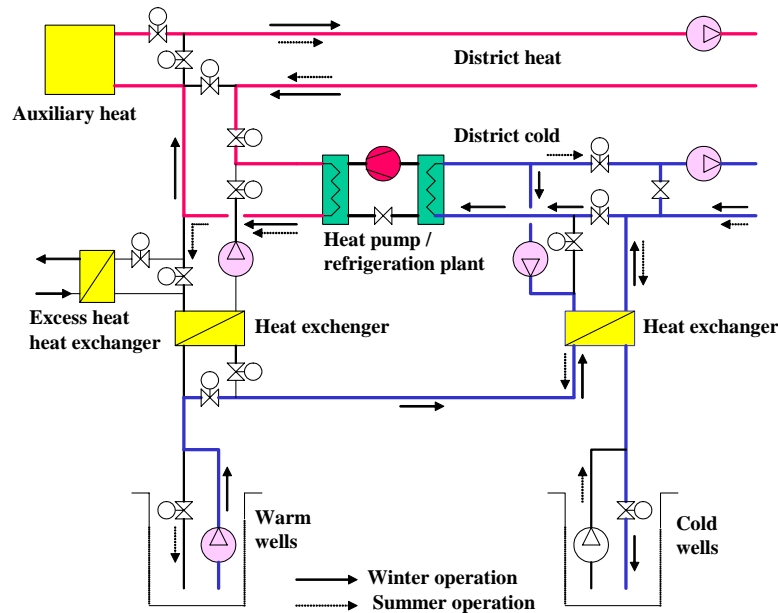 District heat
Auxiliary heat
District cold
Heat pump /
refrigeration plant
Excess heat
heat exchanger
Heat exchenger
Heat exchanger
Warm
wells
Cold
wells
Winter operation
Summer operation